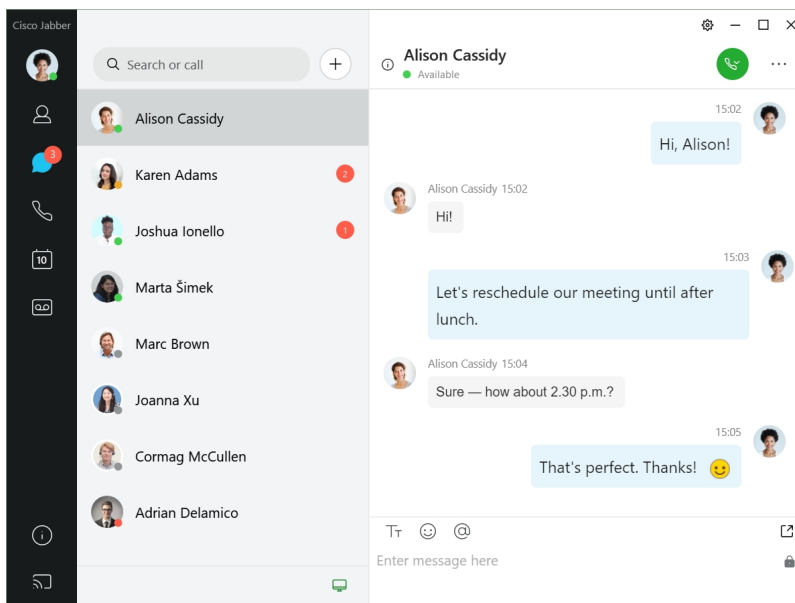 Cisco Jabber
3
10
Search or call
Alison Cassidy
Karen Adams
2
Joshua Ionello
1
Marta Šimek
Marc Brown
Joanna Xu
Cormag McCullen
Adrian Delamico
Alison Cassidy
Available
15:02
Hi, Alison!
Alison Cassidy 15:02
Hi!
15:03
Let's reschedule our meeting until after
lunch.
Alison Cassidy 15:04
Sure — how about 2.30 p.m.?
15:05
That's perfect. Thanks! 🙂
Tт
@
Enter message here